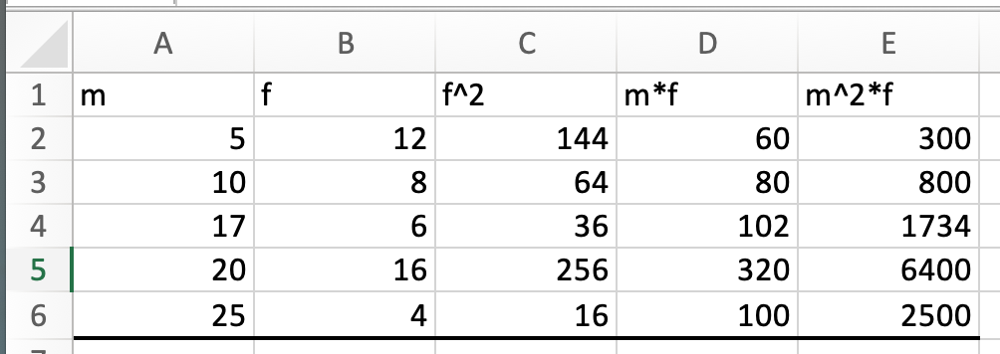 A B C D E
1 m f f^2 m*f m^2*f
2 5 12 144 60 300
3 10 8 64 80 800
4 17 6 36 102 1734
5 20 16 256 320 6400
6 25 4 16 100 2500